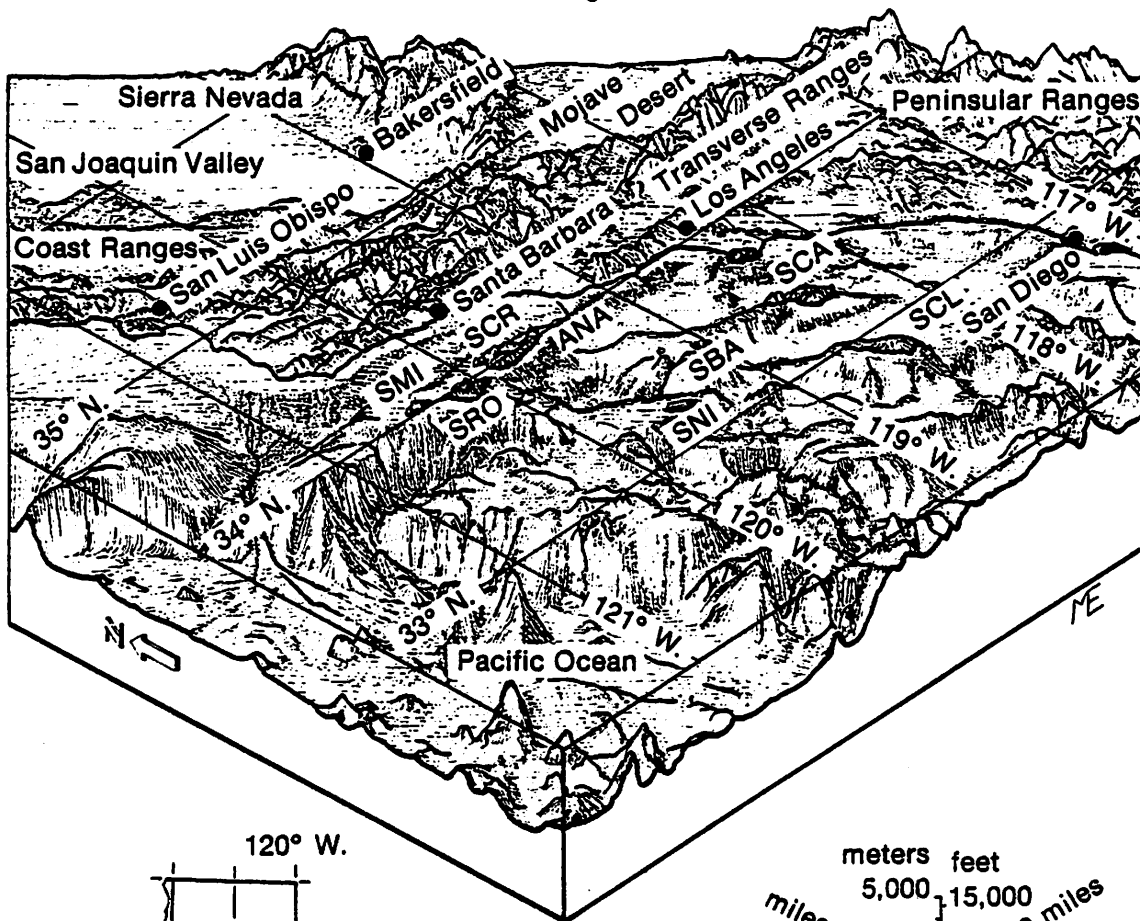 Sierra Nevada
Bakersfield
Mojave Desert
Transverse Ranges
Peninsular Ranges
San Joaquin Valley
Los Angeles
117° W.
Coast Ranges
San Luis Obispo
Santa Barbara
SCA
SCL
San Diego
118° W.
SMI
SCR
ANA
SBA
SRO
SNI
119° W.
35° N.
34° N.
33° N.
120° W.
121° W.
N
ME
Pacific Ocean
120° W.
meters feet
5,000 15,000
miles
miles